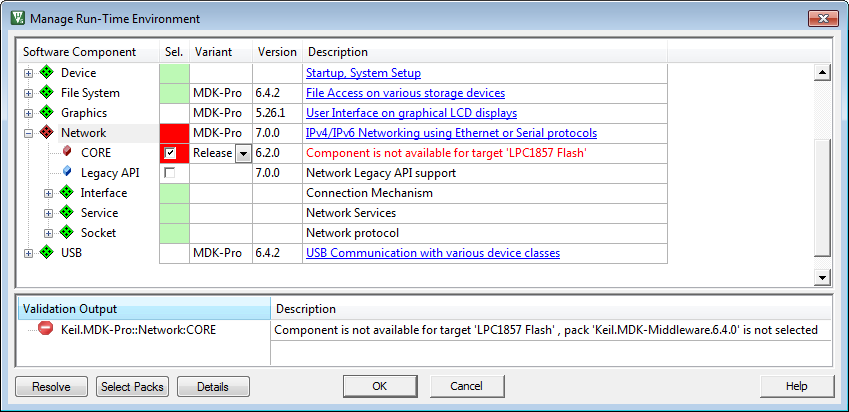 Manage Run-Time Environment
Software Component Sel. Variant Version Description
Device Startup, System Setup
File System MDK-Pro 6.4.2 File Access on various storage devices
Graphics MDK-Pro 5.26.1 User Interface on graphical LCD displays
Network MDK-Pro 7.0.0 IPv4/IPv6 Networking using Ethernet or Serial protocols
CORE Release 6.2.0 Component is not available for target 'LPC1857 Flash'
Legacy API 7.0.0 Network Legacy API support
Interface Connection Mechanism
Service Network Services
Socket Network protocol
USB MDK-Pro 6.4.2 USB Communication with various device classes
Validation Output Description
Keil.MDK-Pro::Network:CORE Component is not available for target 'LPC1857 Flash' , pack 'Keil.MDK-Middleware.6.4.0' is not selected
Resolve Select Packs Details OK Cancel Help